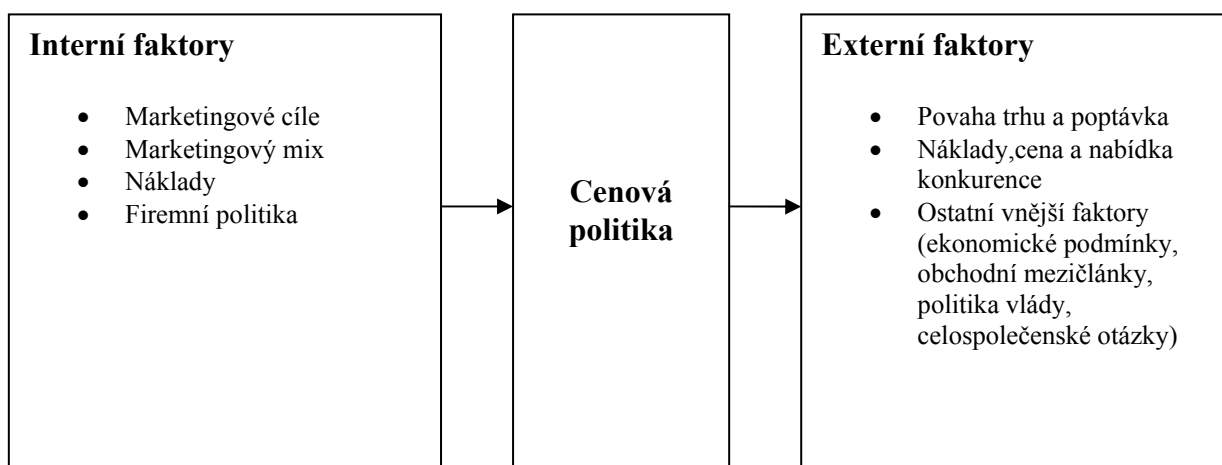 Interní faktory
• Marketingové cíle
• Marketingový mix
• Náklady
• Firemní politika
Cenová
politika
Externí faktory
• Povaha trhu a poptávka
• Náklady,cena a nabídka
konkurence
• Ostatní vnější faktory
(ekonomické podmínky,
obchodní mezičlánky,
politika vlády,
celospolečenské otázky)